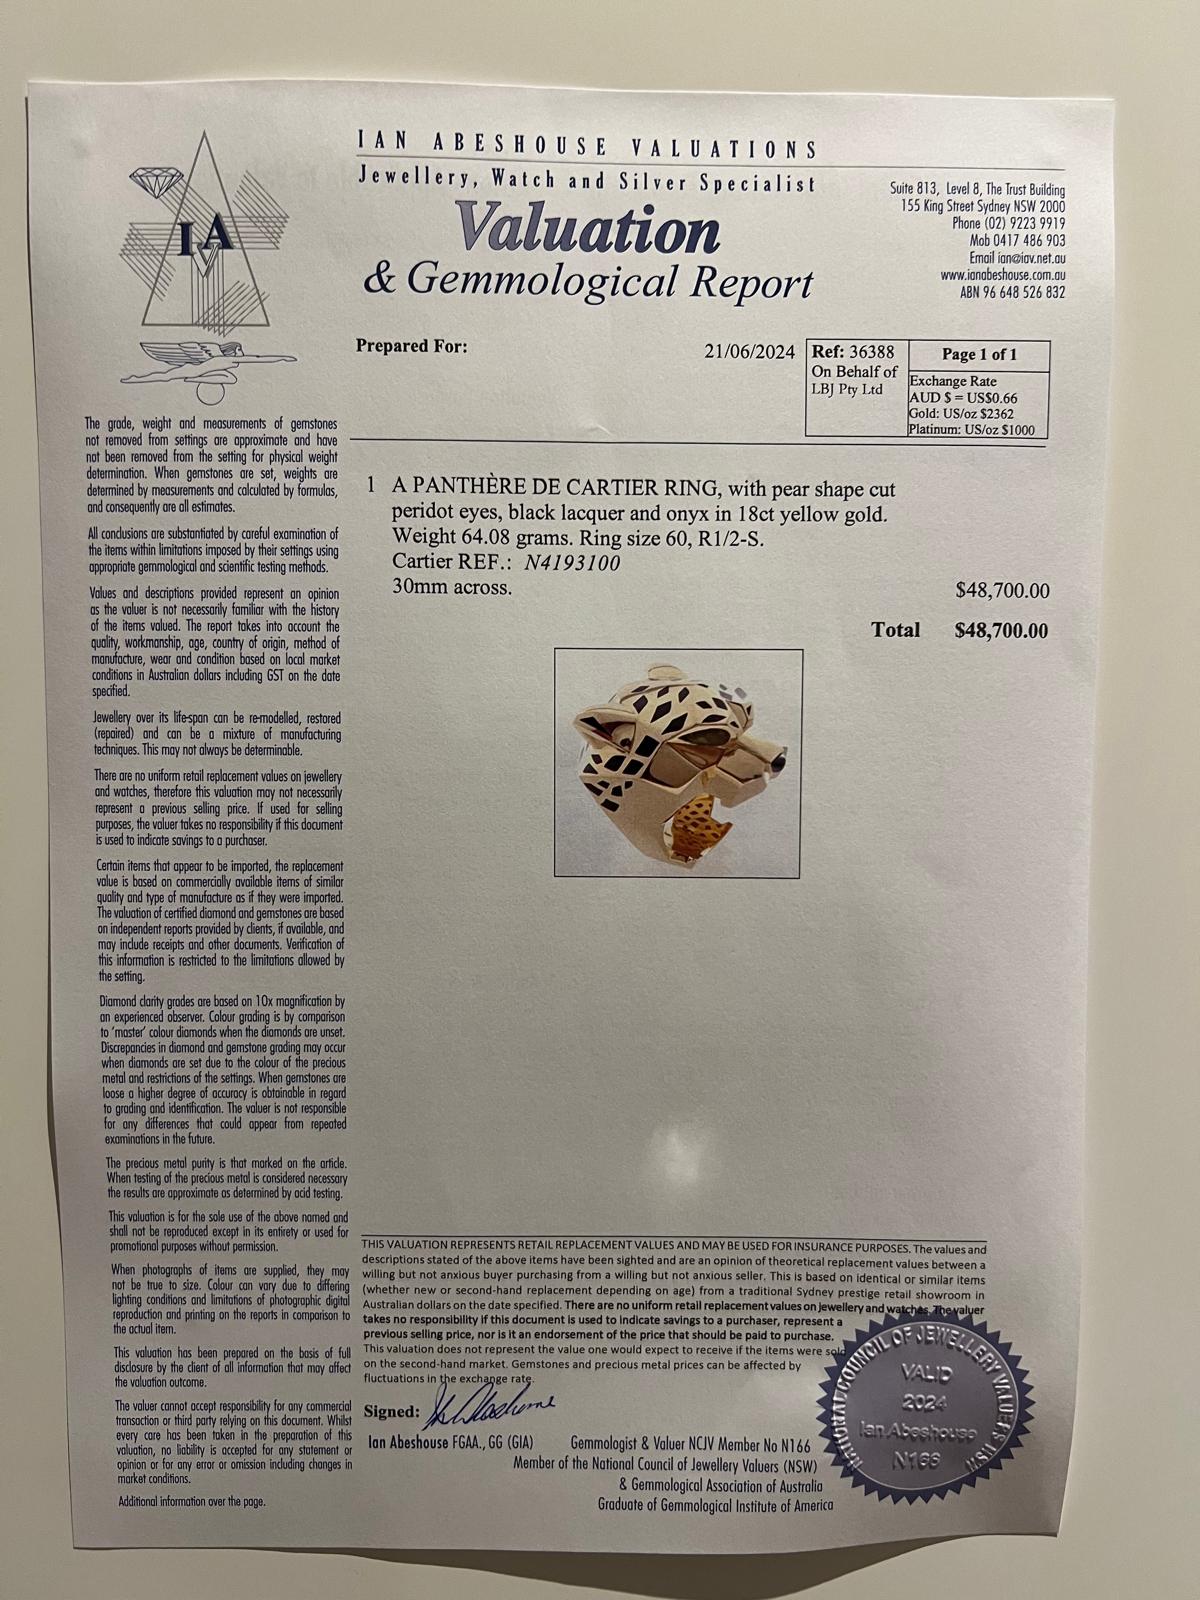 IAN ABESHOUSE VALUATIONS
Jewellery, Watch and Silver Specialist
Valuation
& Gemmological Report
Suite 813, Level 8, The Trust Building
155 King Street Sydney NSW 2000
Phone (02) 9223 9919
Mob 0417 486 903
Email ian@iav.net.au
www.ianabeshouse.com.au
ABN 96 648 526 832
IVA
Prepared For:
21/06/2024
Ref: 36388
On Behalf of
LBJ Pty Ltd
Page 1 of 1
Exchange Rate
AUD $ = US$0.66
Gold: US/oz $2362
Platinum: US/oz $1000
The grade, weight and measurements of gemstones
not removed from settings are approximate and have
not been removed from the setting for physical weight
determination. When gemstones are set, weights are
determined by measurements and calculated by formulas,
and consequently are all estimates.
All conclusions are substantiated by careful examination of
the items within limitations imposed by their settings using
appropriate gemmological and scientific testing methods.
Values and descriptions provided represent an opinion
as the valuer is not necessarily familiar with the history
of the items valued. The report takes into account the
quality, workmanship, age, country of origin, method of
manufacture, wear and condition based on local market
conditions in Australian dollars including GST on the date
specified.
Jewellery over its life-span can be re-modelled, restored
(repaired) and can be a mixture of manufacturing
techniques. This may not always be determinable.
There are no uniform retail replacement values on jewellery
and watches, therefore this valuation may not necessarily
represent a previous selling price. If used for selling
purposes, the valuer takes no responsibility if this document
is used to indicate savings to a purchaser.
Certain items that appear to be imported, the replacement
value is based on commercially available items of similar
quality and type of manufacture as if they were imported.
The valuation of certified diamond and gemstones are based
on independent reports provided by clients, if available, and
may include receipts and other documents. Verification of
this information is restricted to the limitations allowed by
the setting.
Diamond clarity grades are based on 10x magnification by
an experienced observer. Colour grading is by comparison
to 'master' colour diamonds when the diamonds are unset.
Discrepancies in diamond and gemstone grading may occur
when diamonds are set due to the colour of the precious
metal and restrictions of the settings. When gemstones are
loose a higher degree of accuracy is obtainable in regard
to grading and identification. The valuer is not responsible
for any differences that could appear from repeated
examinations in the future.
The precious metal purity is that marked on the article.
When testing of the precious metal is considered necessary
the results are approximate as determined by acid testing.
This valuation is for the sole use of the above named and
shall not be reproduced except in its entirety or used for
promotional purposes without permission.
When photographs of items are supplied, they may
not be true to size. Colour can vary due to differing
lighting conditions and limitations of photographic digital
reproduction and printing on the reports in comparison to
the actual item.
This valuation has been prepared on the basis of full
disclosure by the client of all information that may affect
the valuation outcome.
The valuer cannot accept responsibility for any commercial
transaction or third party relying on this document. Whilst
every care has been taken in the preparation of this
valuation, no liability is accepted for any statement or
opinion or for any error or omission including changes in
market conditions.
Additional information over the page.
1 A PANTHÈRE DE CARTIER RING, with pear shape cut
peridot eyes, black lacquer and onyx in 18ct yellow gold.
Weight 64.08 grams. Ring size 60, R1/2-S.
Cartier REF.: N4193100
30mm across. $48,700.00
Total $48,700.00
THIS VALUATION REPRESENTS RETAIL REPLACEMENT VALUES AND MAY BE USED FOR INSURANCE PURPOSES. The values and
descriptions stated of the above items have been sighted and are an opinion of theoretical replacement values between a
willing but not anxious buyer purchasing from a willing but not anxious seller. This is based on identical or similar items
(whether new or second-hand replacement depending on age) from a traditional Sydney prestige retail showroom in
Australian dollars on the date specified. There are no uniform retail replacement values on jewellery and watches. The valuer
takes no responsibility if this document is used to indicate savings to a purchaser, represent a
previous selling price, nor is it an endorsement of the price that should be paid to purchase.
This valuation does not represent the value one would expect to receive if the items were sold
on the second-hand market. Gemstones and precious metal prices can be affected by
fluctuations in the exchange rate.
Signed: Ian Abeshouse
Ian Abeshouse FGAA., GG (GIA)
Gemmologist & Valuer NCJV Member No N166
Member of the National Council of Jewellery Valuers (NSW)
& Gemmological Association of Australia
Graduate of Gemmological Institute of America
NATIONAL COUNCIL OF JEWELLERY VALUERS NSW
VALID
2024
Ian Abeshouse
N166